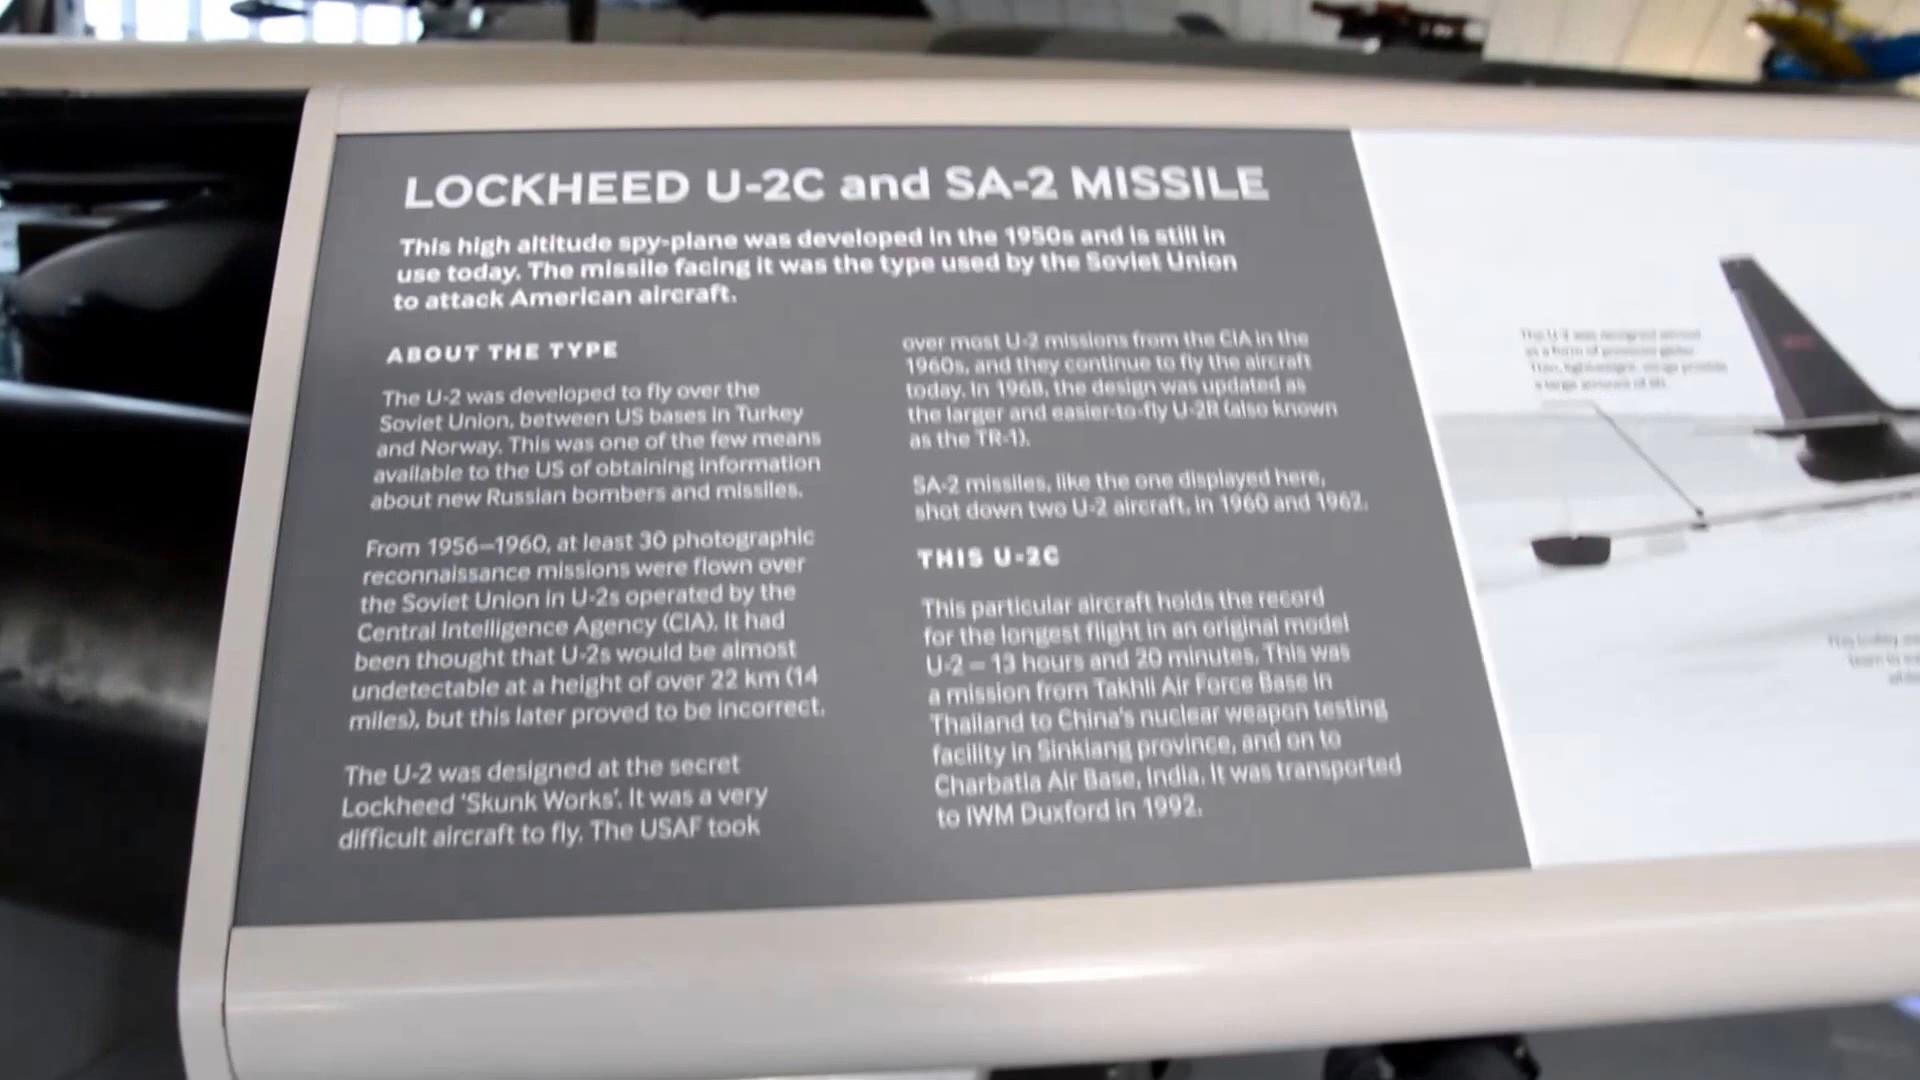 LOCKHEED U-2C and SA-2 MISSILE
This high altitude spy-plane was developed in the 1950s and is still in
use today. The missile facing it was the type used by the Soviet Union
to attack American aircraft.
ABOUT THE TYPE
The U-2 was developed to fly over the
Soviet Union, between US bases in Turkey
and Norway. This was one of the few means
available to the US of obtaining information
about new Russian bombers and missiles.
From 1956–1960, at least 30 photographic
reconnaissance missions were flown over
the Soviet Union in U-2s operated by the
Central Intelligence Agency (CIA). It had
been thought that U-2s would be almost
undetectable at a height of over 22 km (14
miles), but this later proved to be incorrect.
The U-2 was designed at the secret
Lockheed ‘Skunk Works’. It was a very
difficult aircraft to fly. The USAF took
over most U-2 missions from the CIA in the
1960s, and they continue to fly the aircraft
today. In 1968, the design was updated as
the larger and easier-to-fly U-2R (also known
as the TR-1).
SA-2 missiles, like the one displayed here,
shot down two U-2 aircraft, in 1960 and 1962.
THIS U-2C
This particular aircraft holds the record
for the longest flight in an original model
U-2 – 13 hours and 20 minutes. This was
a mission from Takhli Air Force Base in
Thailand to China's nuclear weapon testing
facility in Sinkiang province, and on to
Charbatia Air Base, India. It was transported
to IWM Duxford in 1992.
The U-2 was designed